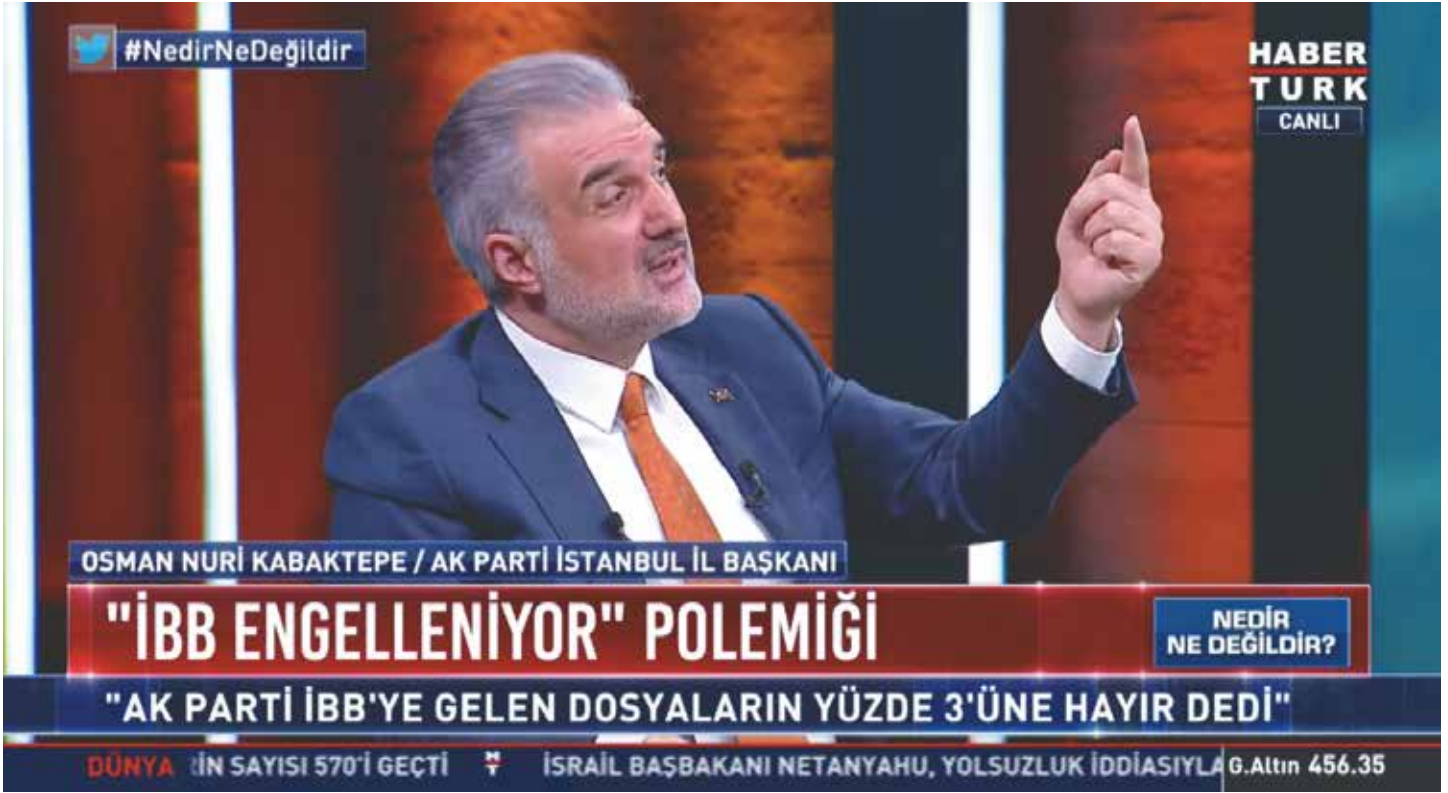 #NedirNeDeğildir
HABER
TURK
CANLI
OSMAN NURİ KABAKTEPE / AK PARTİ İSTANBUL İL BAŞKANI
"İBB ENGELLENİYOR" POLEMİĞİ
NEDİR
NE DEĞİLDİR?
"AK PARTİ İBB'YE GELEN DOSYALARIN YÜZDE 3'ÜNE HAYIR DEDİ"
DÜNYA İN SAYISI 570'İ GEÇTİ HT İSRAİL BAŞBAKANI NETANYAHU, YOLSUZLUK İDDİASIYLA G.Altın 456.35